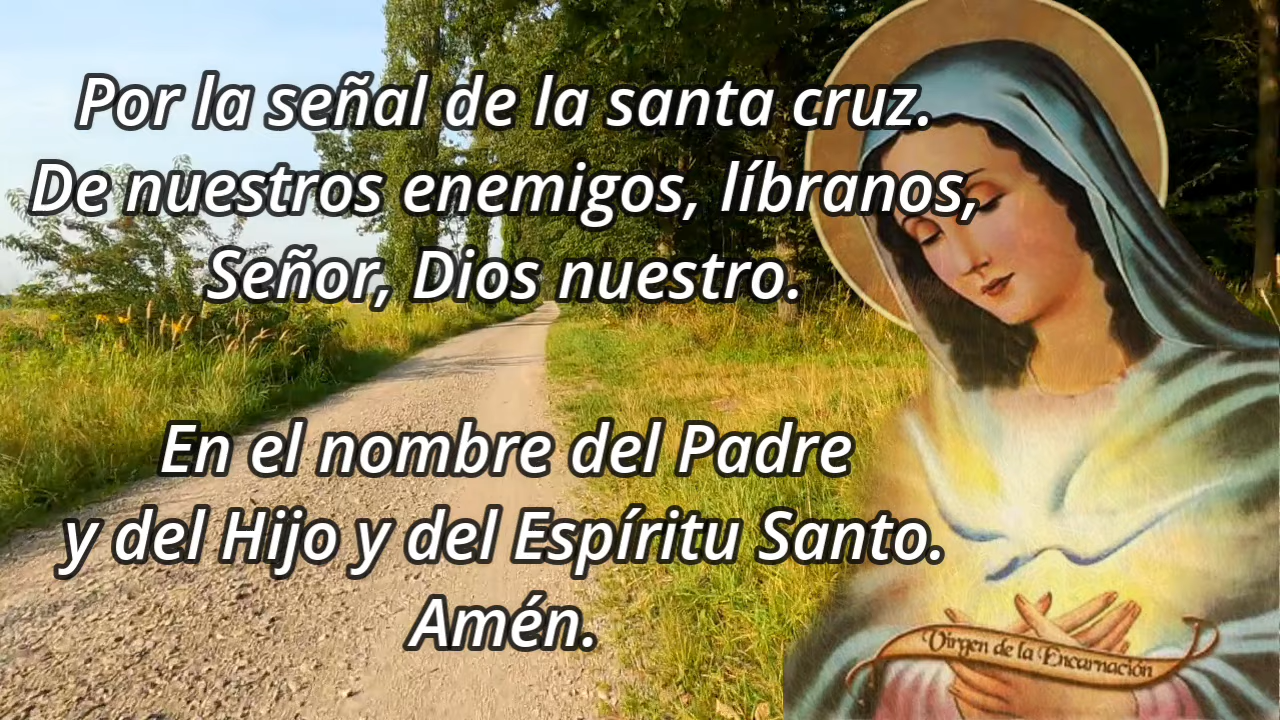 Por la señal de la santa cruz.
De nuestros enemigos, líbranos,
Señor, Dios nuestro.
En el nombre del Padre
y del Hijo y del Espíritu Santo.
Amén.
Virgen de la Encarnación